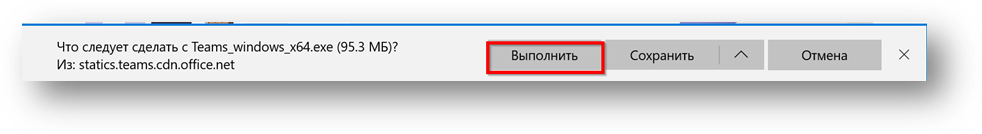 Что следует сделать с Teams_windows_x64.exe (95.3 МБ)?
Из: statics.teams.cdn.office.net
Выполнить
Сохранить
Отмена